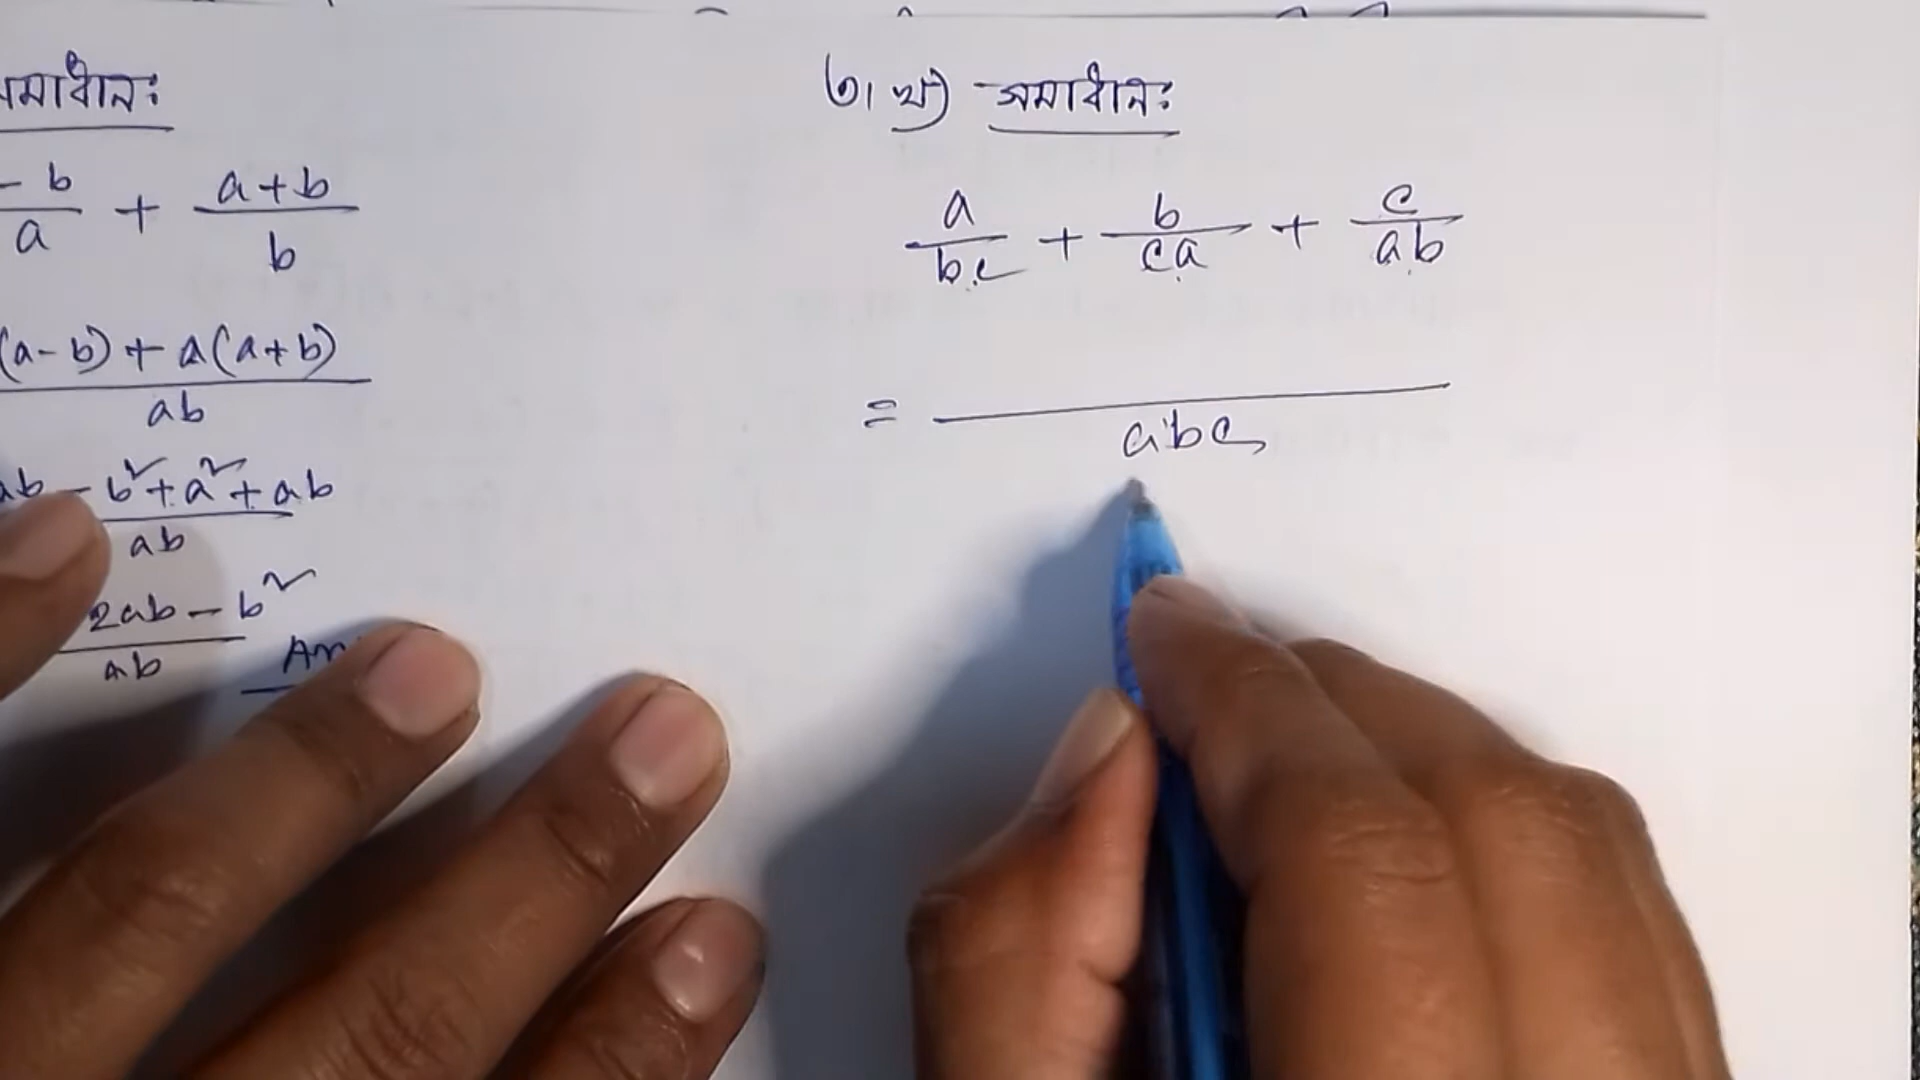 সমাধানঃ
- b/a + (a+b)/b
(a-b) + a(a+b)
ab
ab - b² + a² + ab
ab
2ab - b²
ab
৩। খ) সমাধানঃ
a/bc + b/ca + c/ab
=
abc